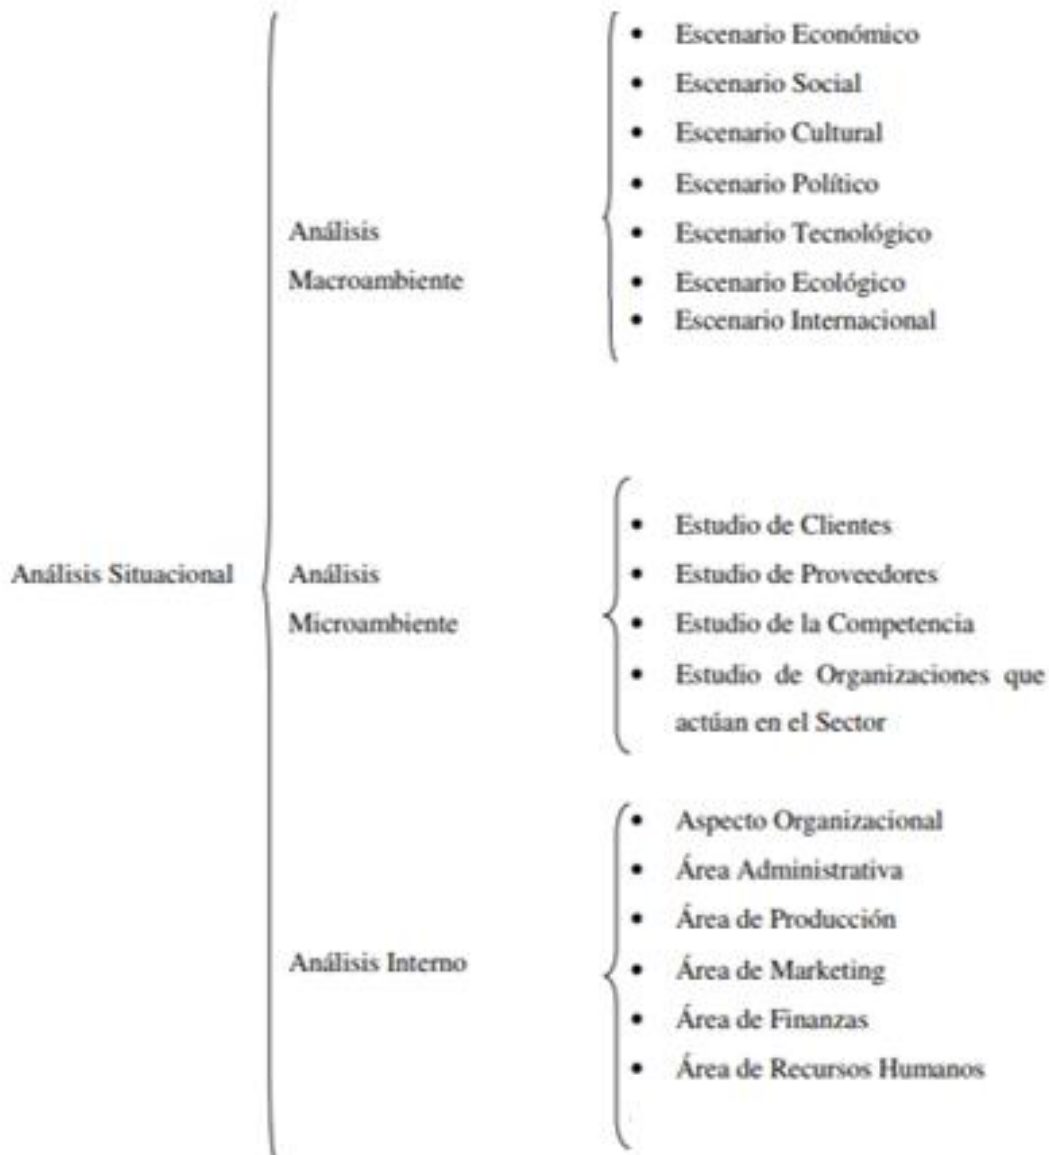 Análisis Situacional
Análisis
Macroambiente
• Escenario Económico
• Escenario Social
• Escenario Cultural
• Escenario Político
• Escenario Tecnológico
• Escenario Ecológico
• Escenario Internacional
Análisis
Microambiente
• Estudio de Clientes
• Estudio de Proveedores
• Estudio de la Competencia
• Estudio de Organizaciones que
actúan en el Sector
Análisis Interno
• Aspecto Organizacional
• Área Administrativa
• Área de Producción
• Área de Marketing
• Área de Finanzas
• Área de Recursos Humanos